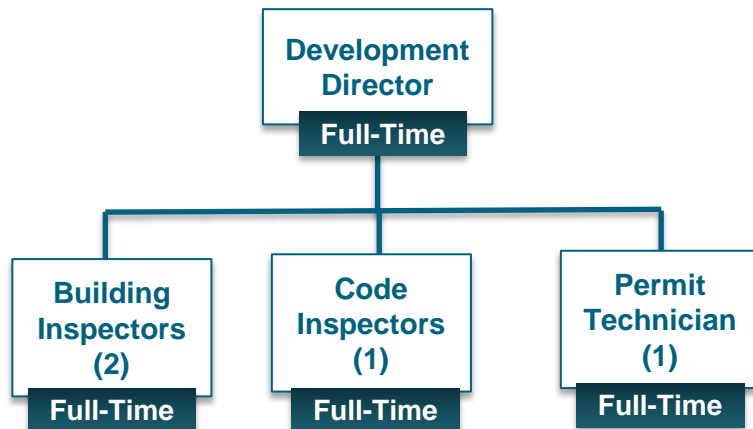 Development
Director
Full-Time
Building
Inspectors
(2)
Full-Time
Code
Inspectors
(1)
Full-Time
Permit
Technician
(1)
Full-Time